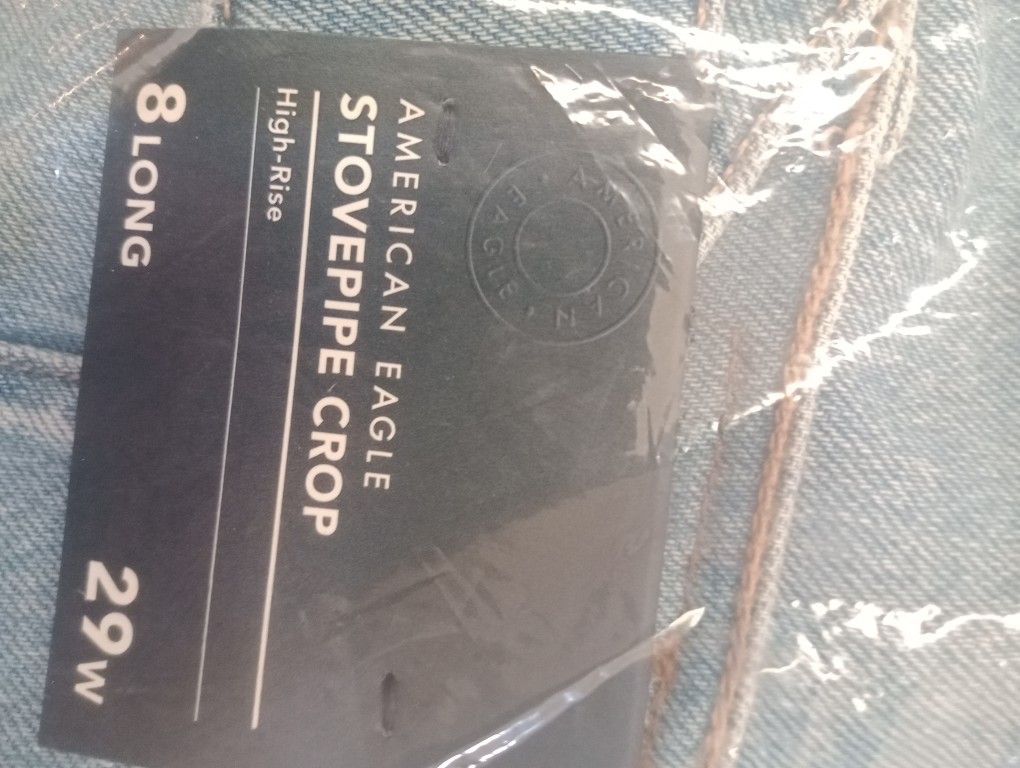 AMERICAN EAGLE
AMERICAN EAGLE
STOVEPIPE CROP
High-Rise
8 LONG 29W